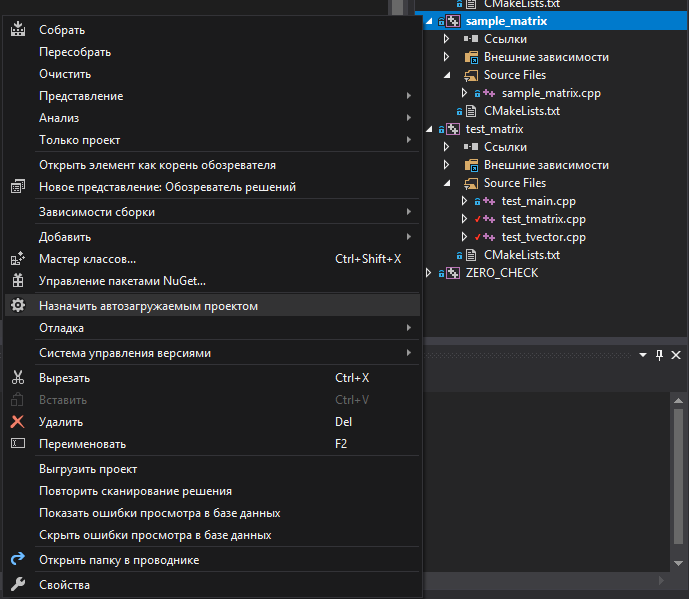 Собрать
Пересобрать
Очистить
Представление
Анализ
Только проект
Открыть элемент как корень обозревателя
Новое представление: Обозреватель решений
Зависимости сборки
Добавить
Мастер классов... Ctrl+Shift+X
Управление пакетами NuGet...
Назначить автозагружаемым проектом
Отладка
Система управления версиями
Вырезать Ctrl+X
Вставить Ctrl+V
Удалить Del
Переименовать F2
Выгрузить проект
Повторить сканирование решения
Показать ошибки просмотра в базе данных
Скрыть ошибки просмотра в базе данных
Открыть папку в проводнике
Свойства
CMakeLists.txt
sample_matrix
Ссылки
Внешние зависимости
Source Files
sample_matrix.cpp
CMakeLists.txt
test_matrix
Ссылки
Внешние зависимости
Source Files
test_main.cpp
test_tmatrix.cpp
test_tvector.cpp
CMakeLists.txt
ZERO_CHECK